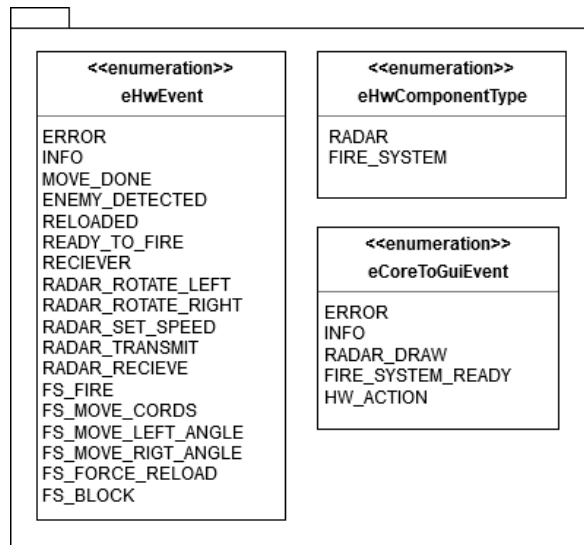 <<enumeration>>
eHwEvent
ERROR
INFO
MOVE_DONE
ENEMY_DETECTED
RELOADED
READY_TO_FIRE
RECIEVER
RADAR_ROTATE_LEFT
RADAR_ROTATE_RIGHT
RADAR_SET_SPEED
RADAR_TRANSMIT
RADAR_RECIEVE
FS_FIRE
FS_MOVE_CORDS
FS_MOVE_LEFT_ANGLE
FS_MOVE_RIGT_ANGLE
FS_FORCE_RELOAD
FS_BLOCK
<<enumeration>>
eHwComponentType
RADAR
FIRE_SYSTEM
<<enumeration>>
eCoreToGuiEvent
ERROR
INFO
RADAR_DRAW
FIRE_SYSTEM_READY
HW_ACTION